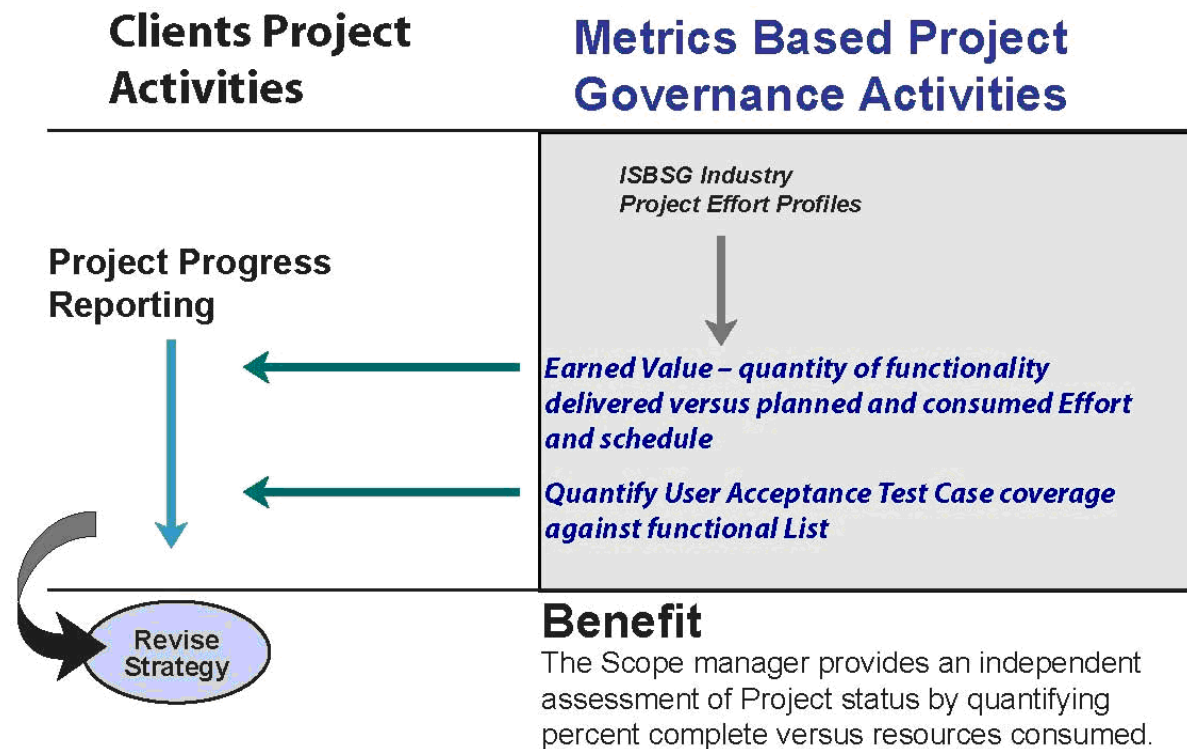 Clients Project
Activities
Metrics Based Project
Governance Activities
ISBSG Industry
Project Effort Profiles
Project Progress
Reporting
Earned Value – quantity of functionality
delivered versus planned and consumed Effort
and schedule
Quantify User Acceptance Test Case coverage
against functional List
Revise
Strategy
Benefit
The Scope manager provides an independent
assessment of Project status by quantifying
percent complete versus resources consumed.